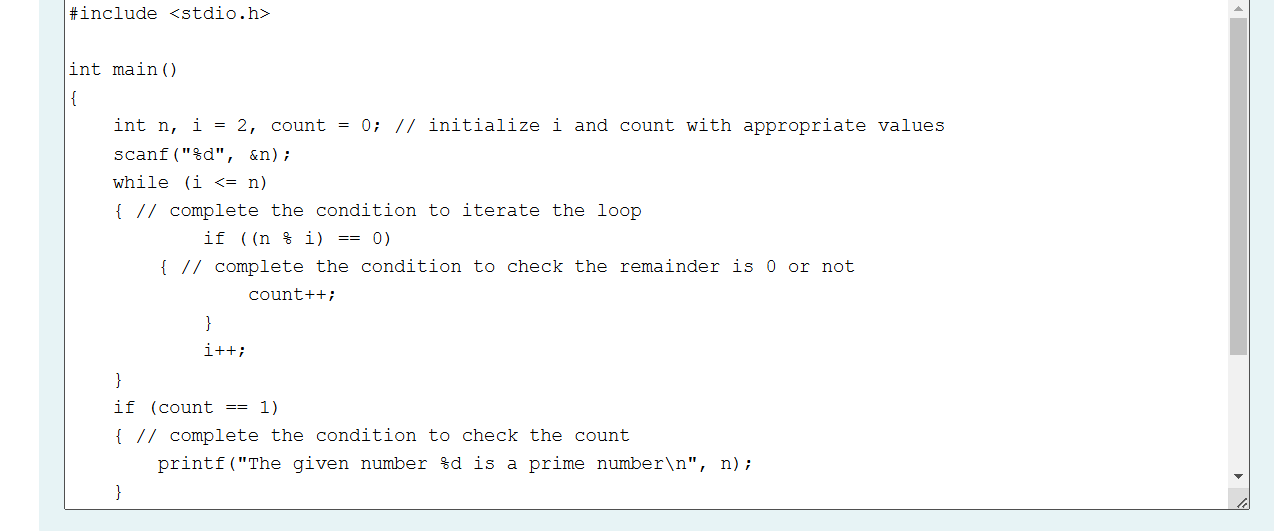 #include <stdio.h>
int main()
{
int n, i = 2, count = 0; // initialize i and count with appropriate values
scanf("%d", &n);
while (i <= n)
{ // complete the condition to iterate the loop
if ((n % i) == 0)
{ // complete the condition to check the remainder is 0 or not
count++;
}
i++;
}
if (count == 1)
{ // complete the condition to check the count
printf("The given number %d is a prime number\n", n);
}